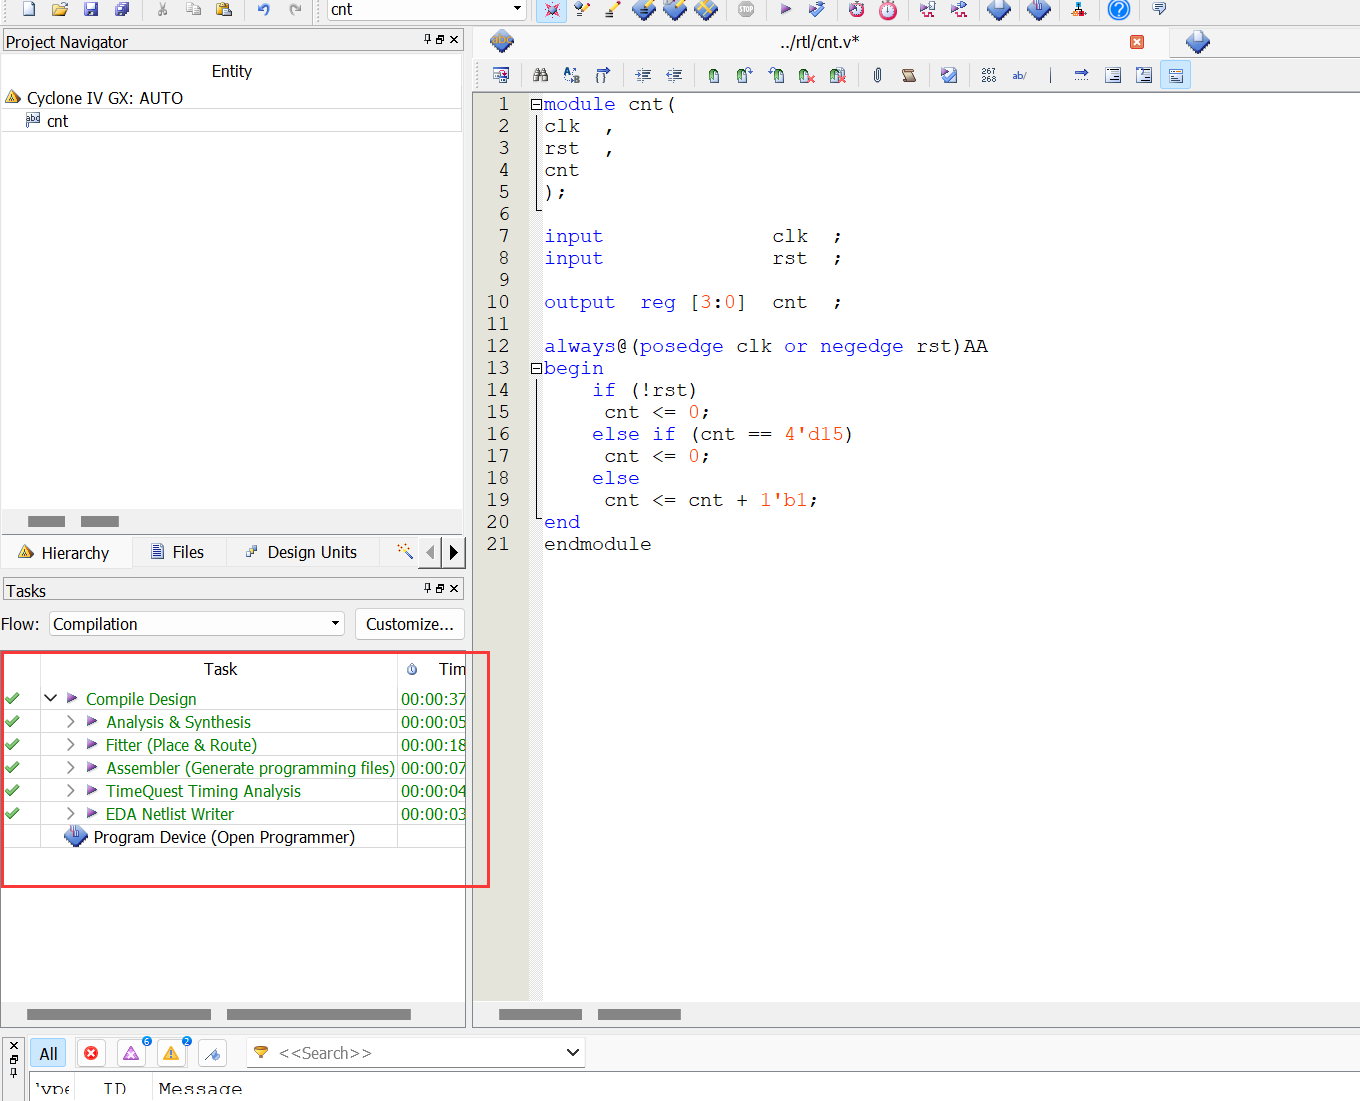 cnt
STOP
Project Navigator
Entity
Cyclone IV GX: AUTO
abd cnt
Hierarchy
Files
Design Units
Tasks
Flow:
Compilation
Customize...
Task
Tim
Compile Design 00:00:37
Analysis & Synthesis 00:00:05
Fitter (Place & Route) 00:00:18
Assembler (Generate programming files) 00:00:07
TimeQuest Timing Analysis 00:00:04
EDA Netlist Writer 00:00:03
Program Device (Open Programmer)
abc
../rtl/cnt.v*
267
268
ab/
1 module cnt(
2 clk ,
3 rst ,
4 cnt
5 );
6
7 input clk ;
8 input rst ;
9
10 output reg [3:0] cnt ;
11
12 always@(posedge clk or negedge rst)AA
13 begin
14 if (!rst)
15 cnt <= 0;
16 else if (cnt == 4'd15)
17 cnt <= 0;
18 else
19 cnt <= cnt + 1'b1;
20 end
21 endmodule
All
6
2
<<Search>>
ID
Message